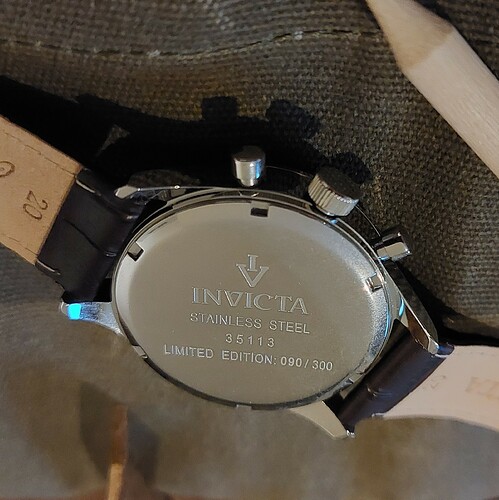 INVICTA
STAINLESS STEEL
35113
LIMITED EDITION: 090/300
20